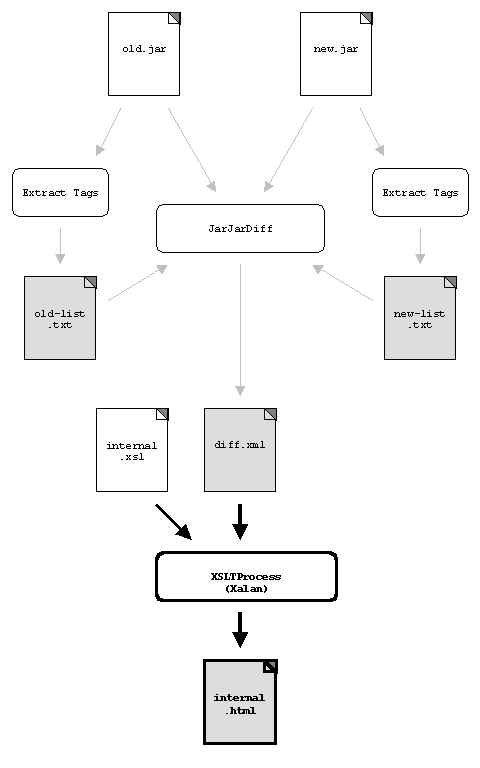 old.jar
new.jar
Extract Tags
Extract Tags
JarJarDiff
old-list
.txt
new-list
.txt
internal
.xsl
diff.xml
XSLTProcess
(Xalan)
internal
.html